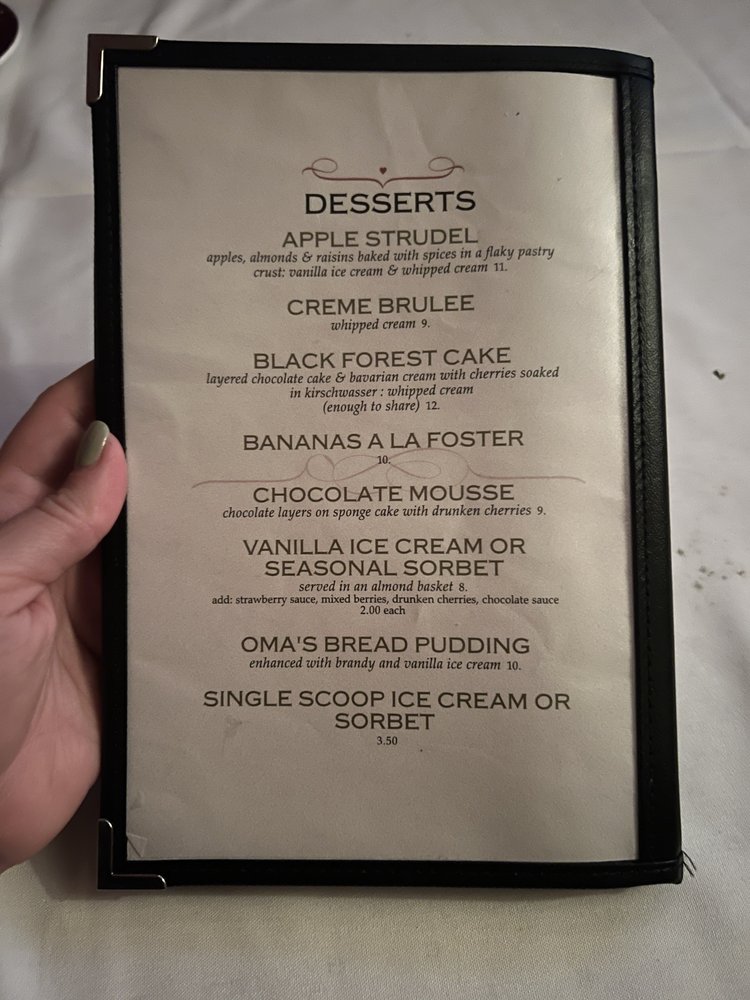 DESSERTS
APPLE STRUDEL
apples, almonds & raisins baked with spices in a flaky pastry
crust: vanilla ice cream & whipped cream 11.
CREME BRULEE
whipped cream 9.
BLACK FOREST CAKE
layered chocolate cake & bavarian cream with cherries soaked
in kirschwasser : whipped cream
(enough to share) 12.
BANANAS A LA FOSTER
10.
CHOCOLATE MOUSSE
chocolate layers on sponge cake with drunken cherries 9.
VANILLA ICE CREAM OR
SEASONAL SORBET
served in an almond basket 8.
add: strawberry sauce, mixed berries, drunken cherries, chocolate sauce
2.00 each
OMA'S BREAD PUDDING
enhanced with brandy and vanilla ice cream 10.
SINGLE SCOOP ICE CREAM OR
SORBET
3.50